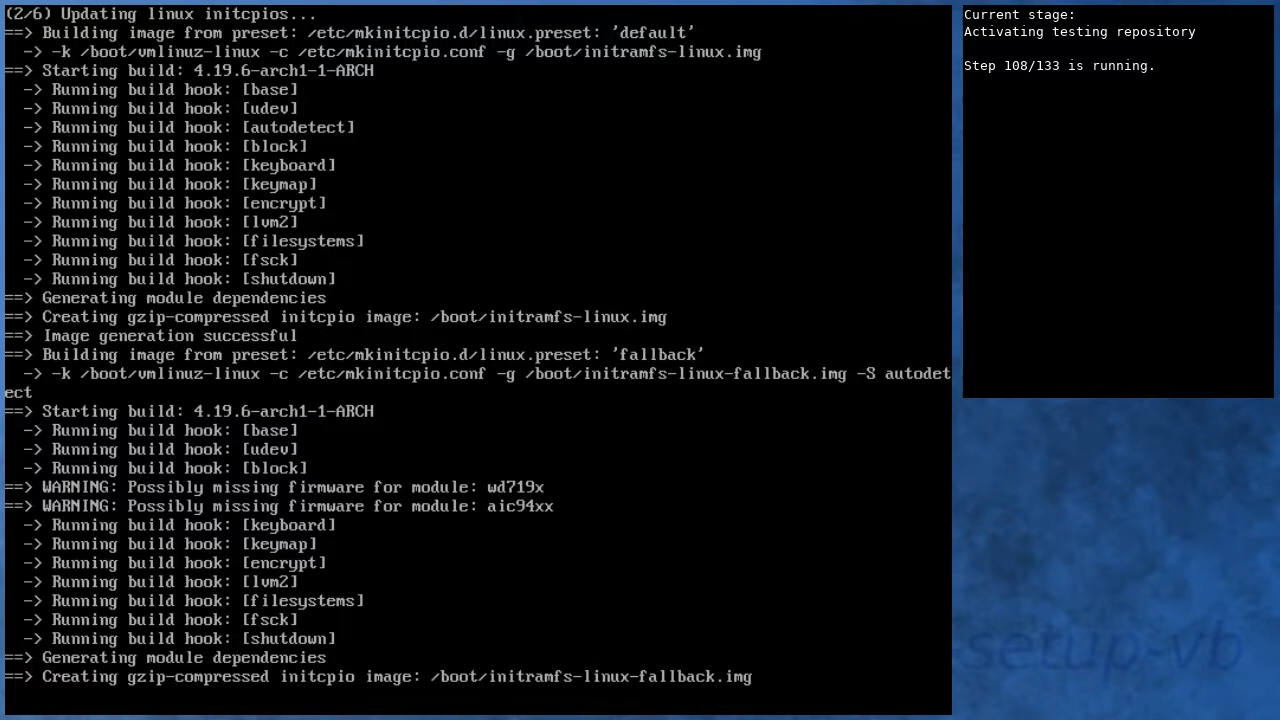 (2/6) Updating linux initcpios...
==> Building image from preset: /etc/mkinitcpio.d/linux.preset: 'default'
  -> -k /boot/vmlinuz-linux -c /etc/mkinitcpio.conf -g /boot/initramfs-linux.img
==> Starting build: 4.19.6-arch1-1-ARCH
  -> Running build hook: [base]
  -> Running build hook: [udev]
  -> Running build hook: [autodetect]
  -> Running build hook: [block]
  -> Running build hook: [keyboard]
  -> Running build hook: [keymap]
  -> Running build hook: [encrypt]
  -> Running build hook: [lvm2]
  -> Running build hook: [filesystems]
  -> Running build hook: [fsck]
  -> Running build hook: [shutdown]
==> Generating module dependencies
==> Creating gzip-compressed initcpio image: /boot/initramfs-linux.img
==> Image generation successful
==> Building image from preset: /etc/mkinitcpio.d/linux.preset: 'fallback'
  -> -k /boot/vmlinuz-linux -c /etc/mkinitcpio.conf -g /boot/initramfs-linux-fallback.img -S autodet
ect
==> Starting build: 4.19.6-arch1-1-ARCH
  -> Running build hook: [base]
  -> Running build hook: [udev]
  -> Running build hook: [block]
==> WARNING: Possibly missing firmware for module: wd719x
==> WARNING: Possibly missing firmware for module: aic94xx
  -> Running build hook: [keyboard]
  -> Running build hook: [keymap]
  -> Running build hook: [encrypt]
  -> Running build hook: [lvm2]
  -> Running build hook: [filesystems]
  -> Running build hook: [fsck]
  -> Running build hook: [shutdown]
==> Generating module dependencies
==> Creating gzip-compressed initcpio image: /boot/initramfs-linux-fallback.img
Current stage:
Activating testing repository
Step 108/133 is running.
setup-vb